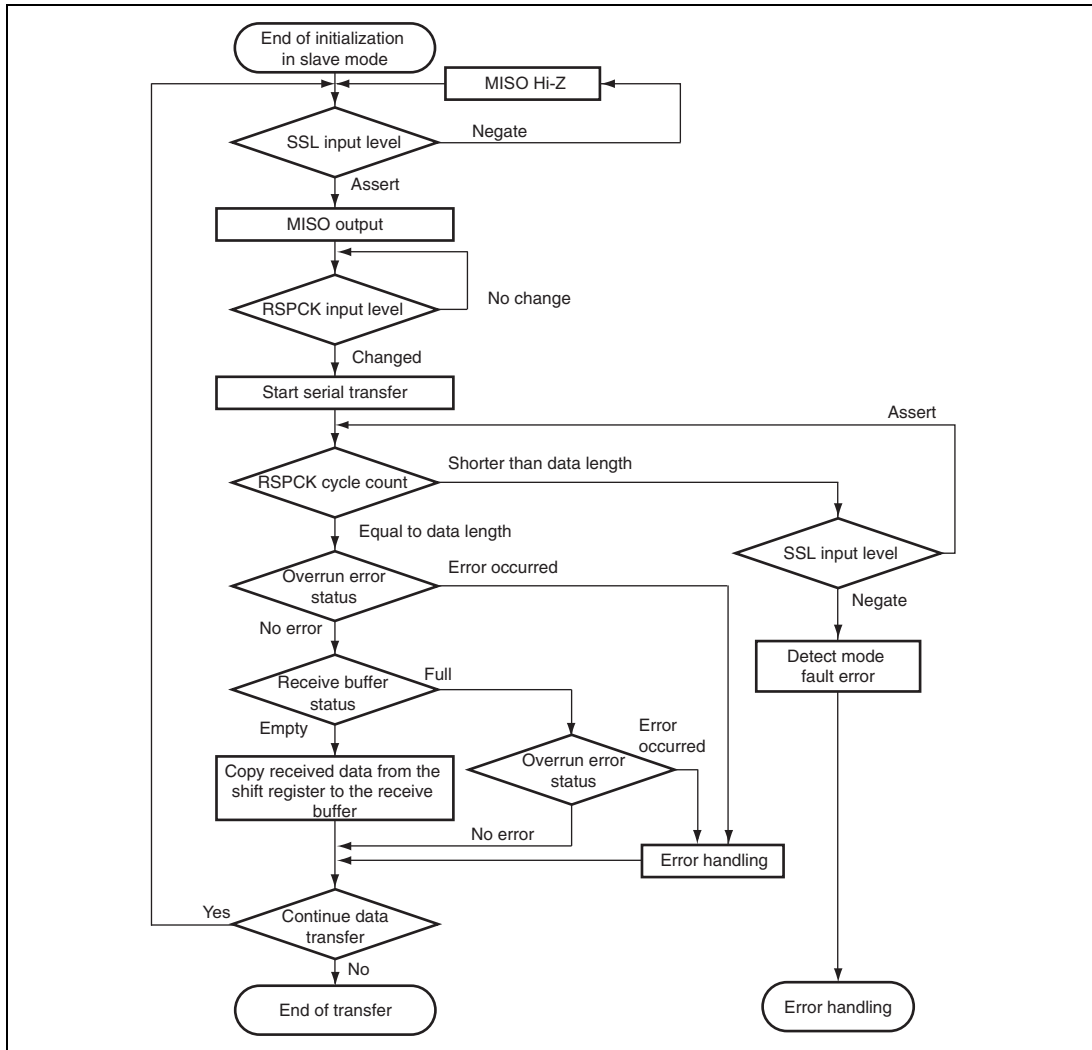 End of initialization
in slave mode
MISO Hi-Z
SSL input level
Negate
Assert
MISO output
RSPCK input level
No change
Changed
Start serial transfer
Assert
RSPCK cycle count
Shorter than data length
Equal to data length
SSL input level
Overrun error
status
Error occurred
Negate
No error
Detect mode
fault error
Receive buffer
status
Full
Empty
Error
occurred
Overrun error
status
Copy received data from the
shift register to the receive
buffer
No error
Error handling
Yes
Continue data
transfer
No
End of transfer
Error handling